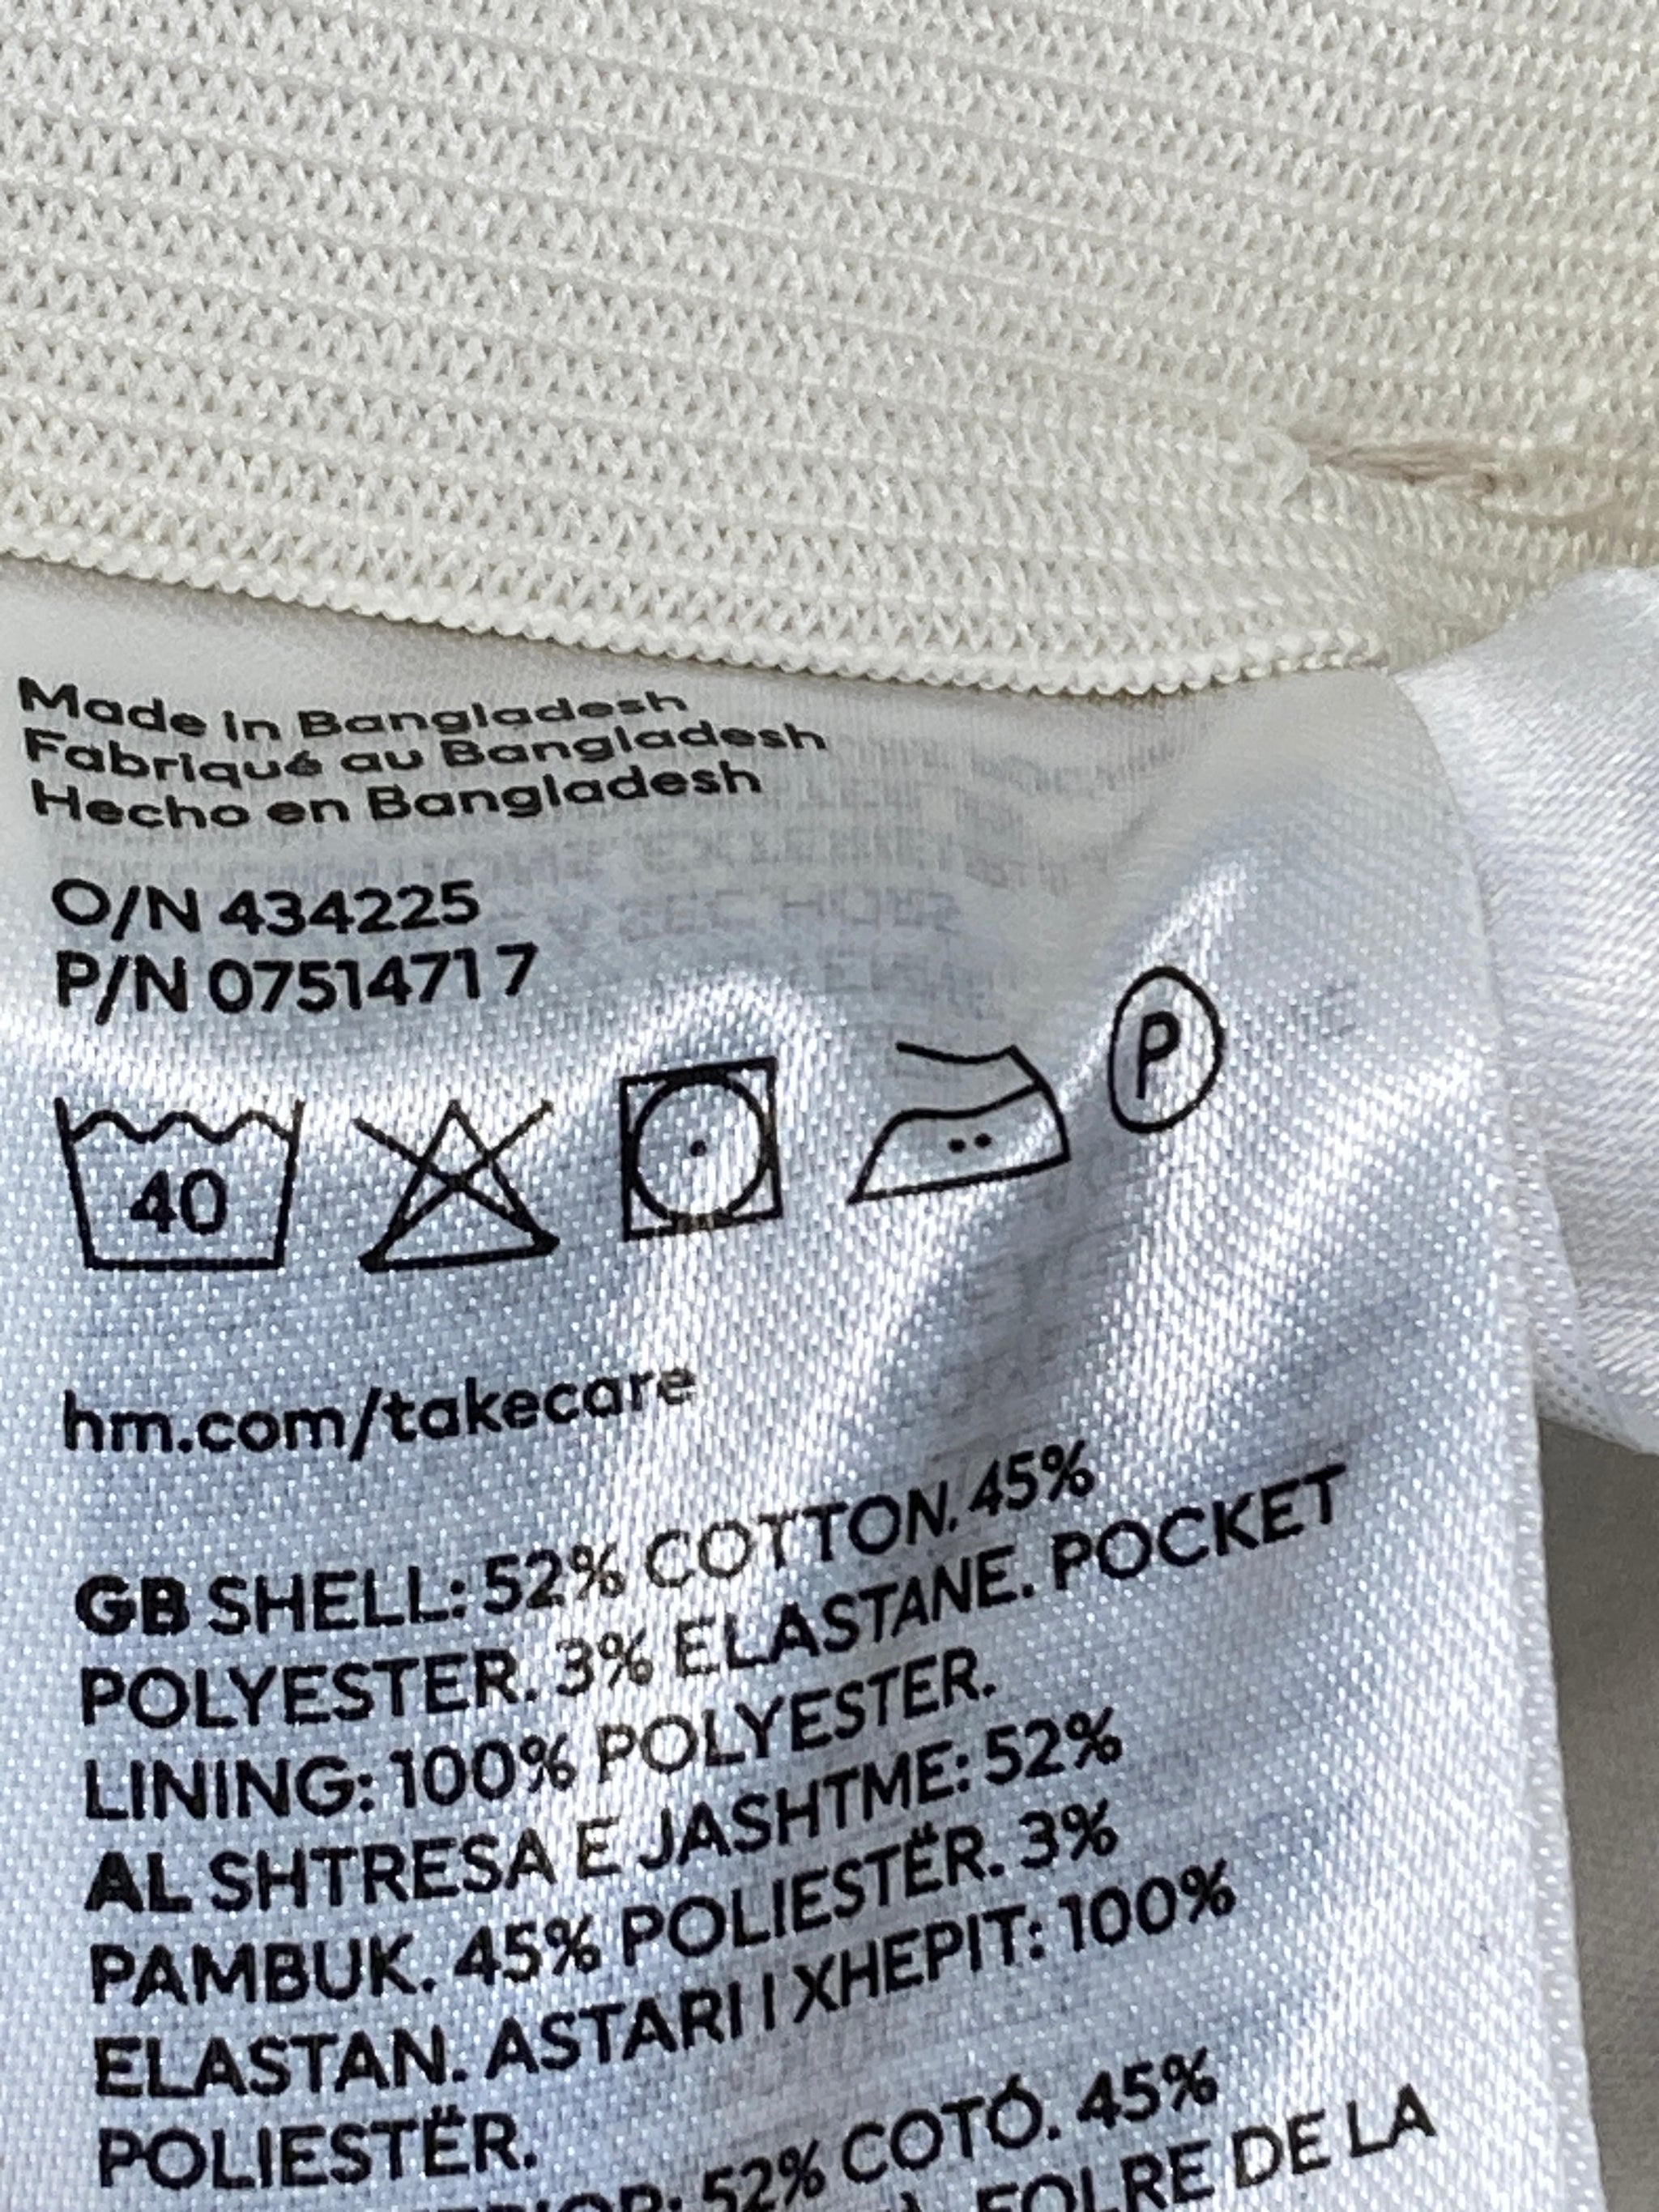 Made in Bangladesh
Fabriqué au Bangladesh
Hecho en Bangladesh
O/N 434225
P/N 07514717
40
P
hm.com/takecare
GB SHELL: 52% COTTON. 45%
POLYESTER. 3% ELASTANE. POCKET
LINING: 100% POLYESTER.
AL SHTRESA E JASHTME: 52%
PAMBUK. 45% POLIESTËR. 3%
ELASTAN. ASTARI I XHEPIT: 100%
POLIESTËR.
52% COTÓ. 45%
FOLRE DE LA